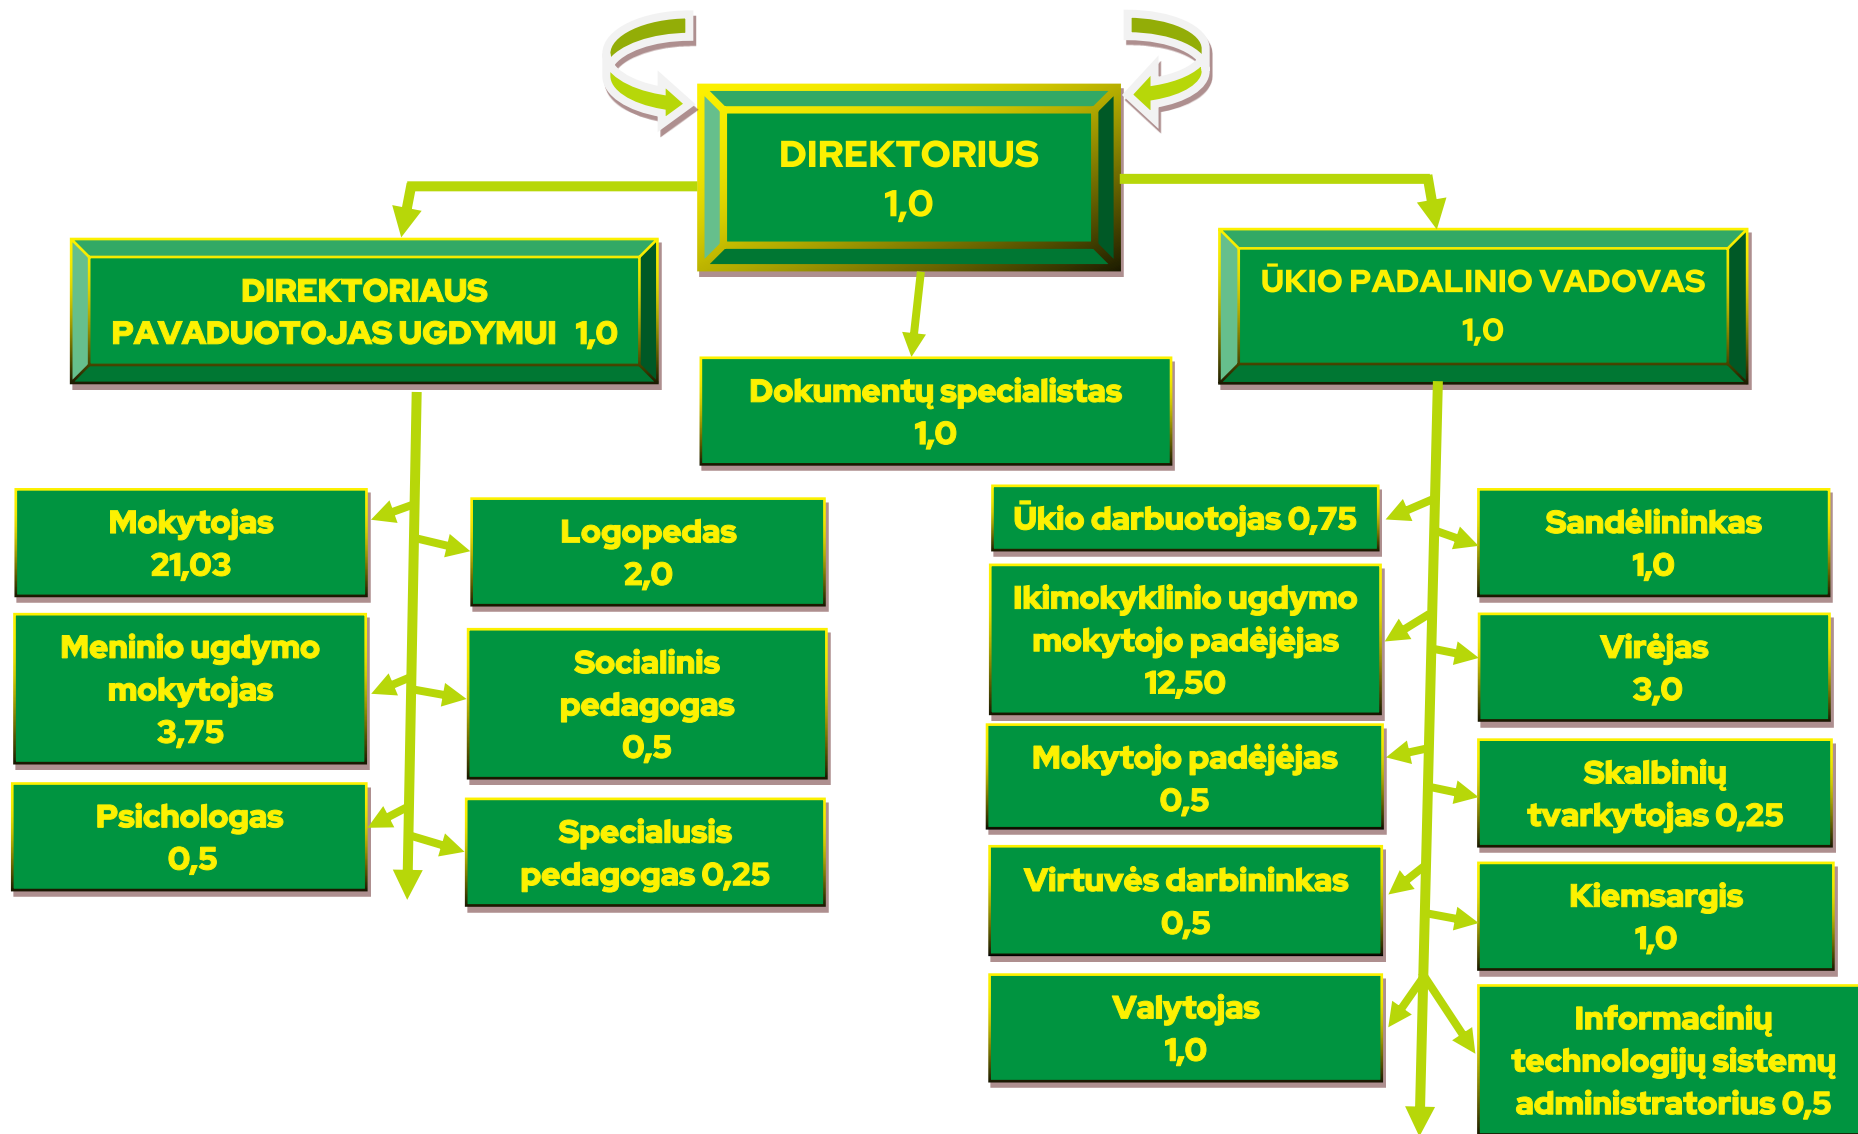 DIREKTORIUS
1,0
DIREKTORIAUS
PAVADUOTOJAS UGDYMUI 1,0
ŪKIO PADALINIO VADOVAS
1,0
Dokumentų specialistas
1,0
Mokytojas
21,03
Logopedas
2,0
Meninio ugdymo
mokytojas
3,75
Socialinis
pedagogas
0,5
Psichologas
0,5
Specialusis
pedagogas 0,25
Ūkio darbuotojas 0,75
Sandėlininkas
1,0
Ikimokyklinio ugdymo
mokytojo padėjėjas
12,50
Virėjas
3,0
Mokytojo padėjėjas
0,5
Skalbinių
tvarkytojas 0,25
Virtuvės darbininkas
0,5
Kiemsargis
1,0
Valytojas
1,0
Informacinių
technologijų sistemų
administratorius 0,5